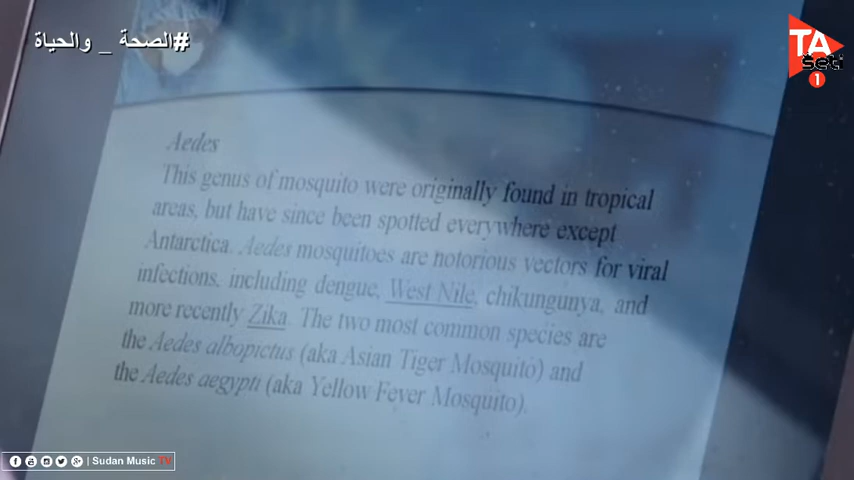 #الصحة _ والحياة
TA
seti
1
Aedes
This genus of mosquito were originally found in tropical
areas, but have since been spotted everywhere except
Antarctica. Aedes mosquitoes are notorious vectors for viral
infections, including dengue, West Nile, chikungunya, and
more recently Zika. The two most common species are
the Aedes albopictus (aka Asian Tiger Mosquito) and
the Aedes aegypti (aka Yellow Fever Mosquito).
| Sudan Music TV